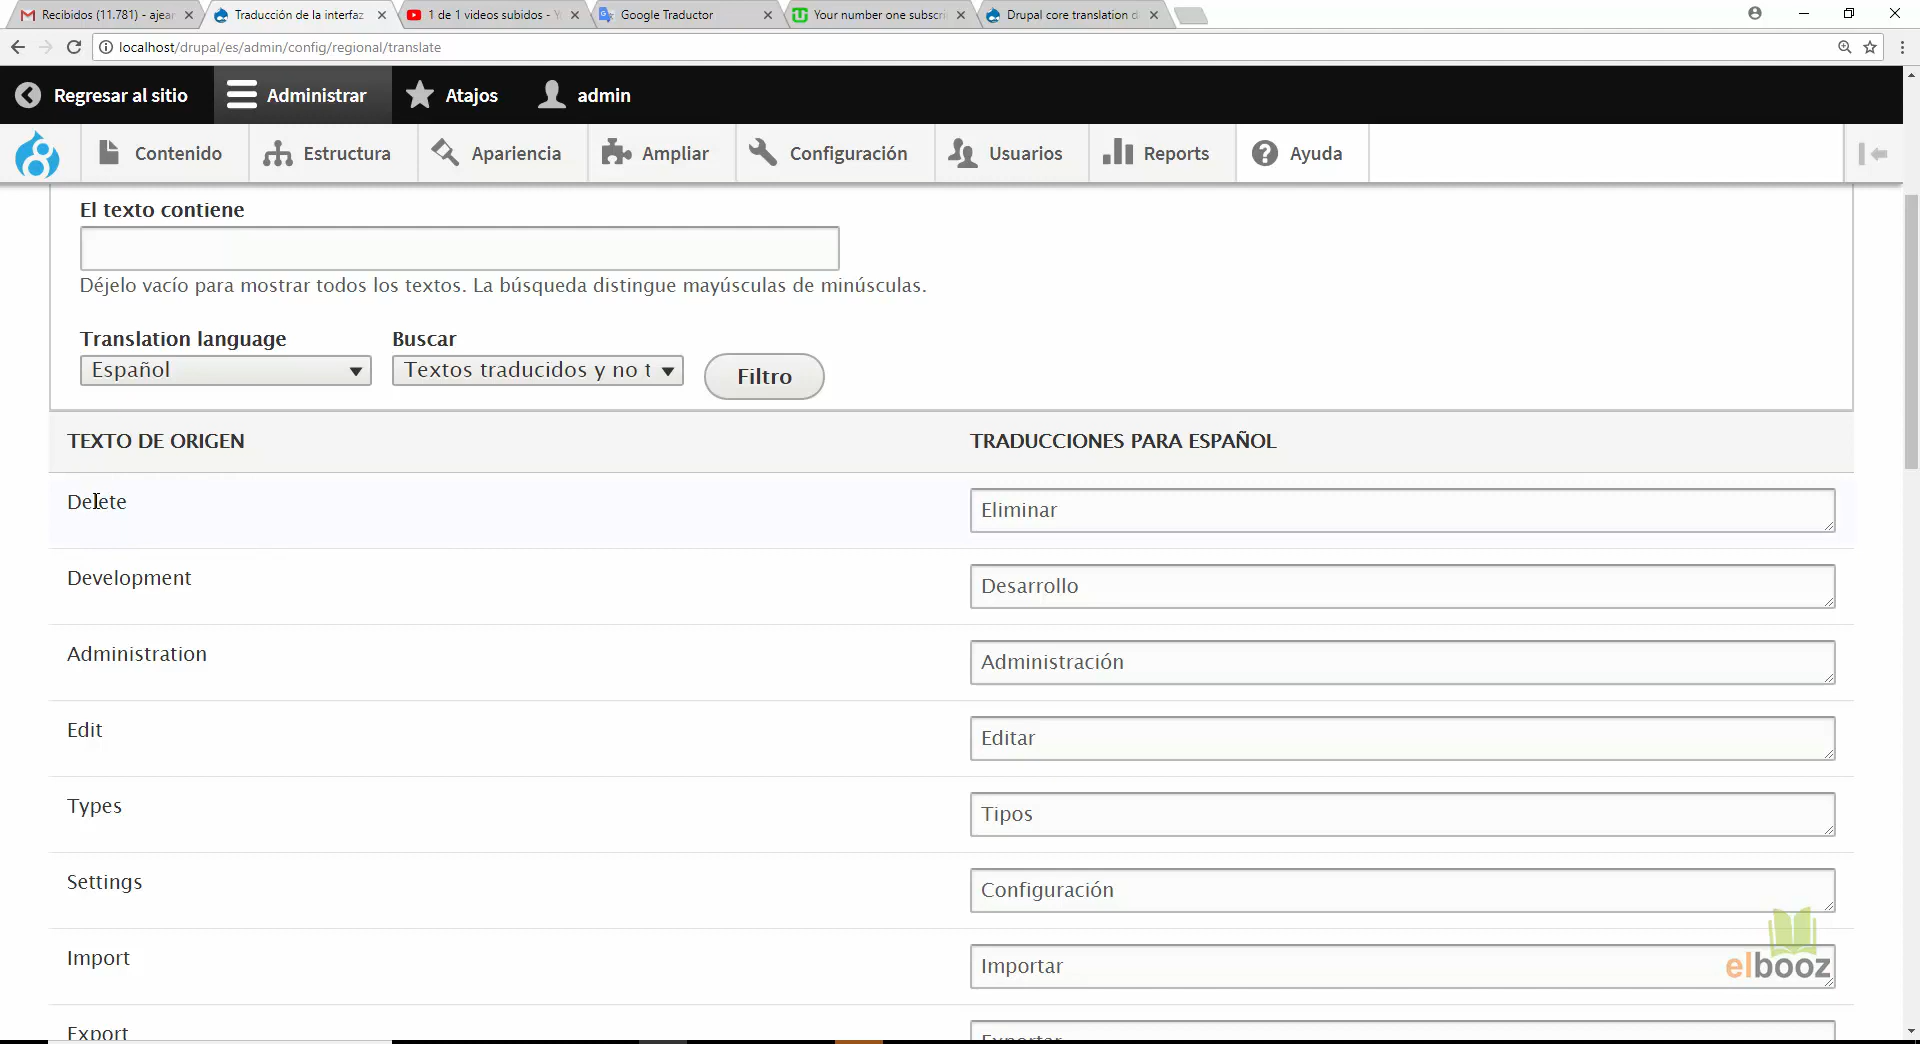 Recibidos (11.781) - ajear
Traducción de la interfaz
1 de 1 videos subidos - Y
Google Traductor
Your number one subscri
Drupal core translation d
localhost/drupal/es/admin/config/regional/translate
Regresar al sitio
Administrar
Atajos
admin
Contenido
Estructura
Apariencia
Ampliar
Configuración
Usuarios
Reports
Ayuda
El texto contiene
Déjelo vacío para mostrar todos los textos. La búsqueda distingue mayúsculas de minúsculas.
Translation language
Buscar
Español
Textos traducidos y no t
Filtro
TEXTO DE ORIGEN
TRADUCCIONES PARA ESPAÑOL
Delete
Eliminar
Development
Desarrollo
Administration
Administración
Edit
Editar
Types
Tipos
Settings
Configuración
Import
Importar
elbooz
Export
Exportar